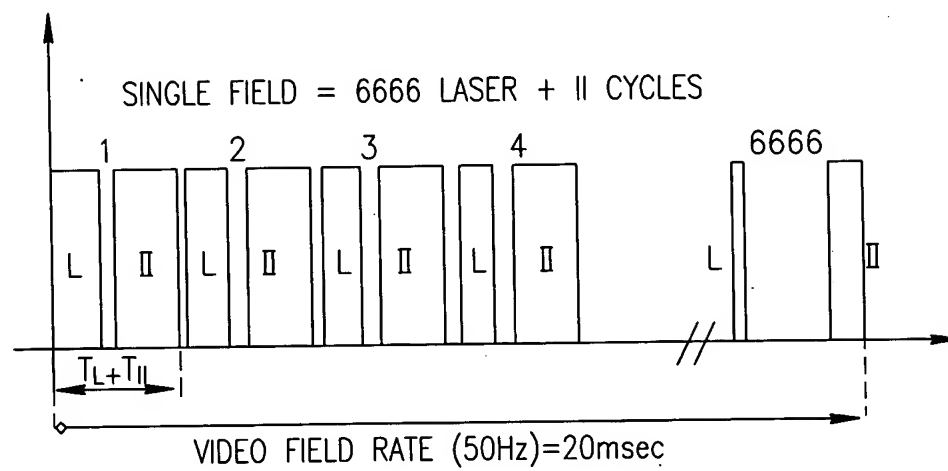 SINGLE FIELD = 6666 LASER + II CYCLES
1 2 3 4 6666
L II L II L II L II L II
TL+TII
VIDEO FIELD RATE (50Hz)=20msec